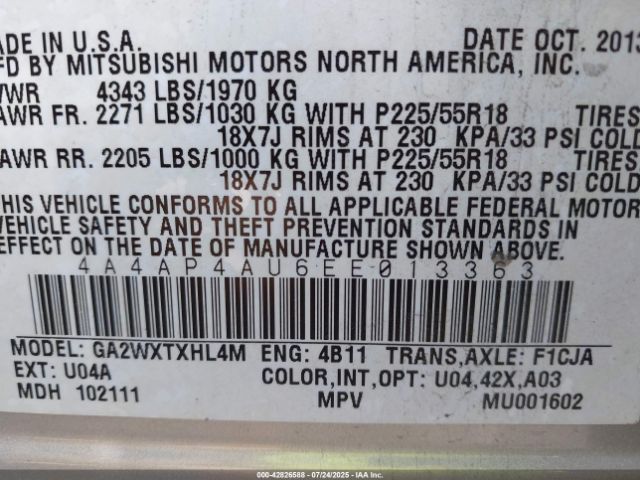 ADE IN U.S.A. DATE OCT. 2013
FD BY MITSUBISHI MOTORS NORTH AMERICA, INC.
VWR 4343 LBS/1970 KG
AWR FR. 2271 LBS/1030 KG WITH P225/55R18 TIRES
18X7J RIMS AT 230 KPA/33 PSI COLD
AWR RR. 2205 LBS/1000 KG WITH P225/55R18 TIRES
18X7J RIMS AT 230 KPA/33 PSI COLD
THIS VEHICLE CONFORMS TO ALL APPLICABLE FEDERAL MOTOR
VEHICLE SAFETY AND THEFT PREVENTION STANDARDS IN
EFFECT ON THE DATE OF MANUFACTURE SHOWN ABOVE.
4A4AP4AU6EE013363
MODEL: GA2WXTXHL4M ENG: 4B11 TRANS,AXLE: F1CJA
EXT: U04A COLOR,INT,OPT: U04,42X,A03
MDH 102111 MPV MU001602
000-42826588 - 07/24/2025 - IAAI.COM